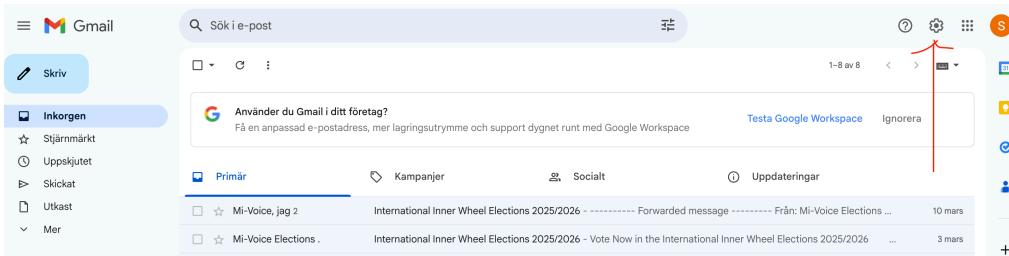 Gmail
Sök i e-post
S
Skriv
1–8 av 8
31
Inkorgen
Stjärnmärkt
Uppskjutet
Skickat
Utkast
Mer
Använder du Gmail i ditt företag?
Få en anpassad e-postadress, mer lagringsutrymme och support dygnet runt med Google Workspace
Testa Google Workspace
Ignorera
Primär
Kampanjer
Socialt
Uppdateringar
Mi-Voice, jag 2 International Inner Wheel Elections 2025/2026 - ---------- Forwarded message --------- Från: Mi-Voice Elections ... 10 mars
Mi-Voice Elections . International Inner Wheel Elections 2025/2026 - Vote Now in the International Inner Wheel Elections 2025/2026 ... 3 mars